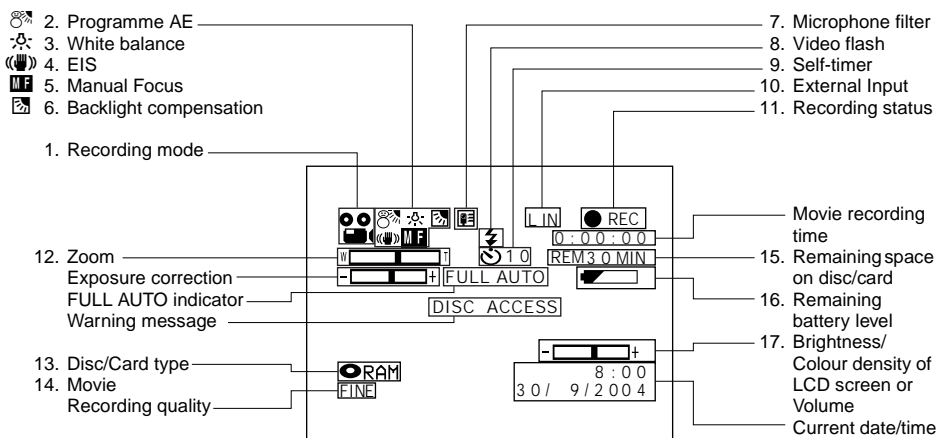 2. Programme AE
3. White balance
4. EIS
MF 5. Manual Focus
6. Backlight compensation
1. Recording mode
7. Microphone filter
8. Video flash
9. Self-timer
10. External Input
11. Recording status
12. Zoom
Exposure correction
FULL AUTO indicator
Warning message
13. Disc/Card type
14. Movie
Recording quality
MF
W T
- +
FULL AUTO
DISC ACCESS
RAM
FINE
10
L IN
REC
0:00:00
REM 30 MIN
- +
8:00
30/ 9/2004
Movie recording
time
15. Remaining space
on disc/card
16. Remaining
battery level
17. Brightness/
Colour density of
LCD screen or
Volume
Current date/time